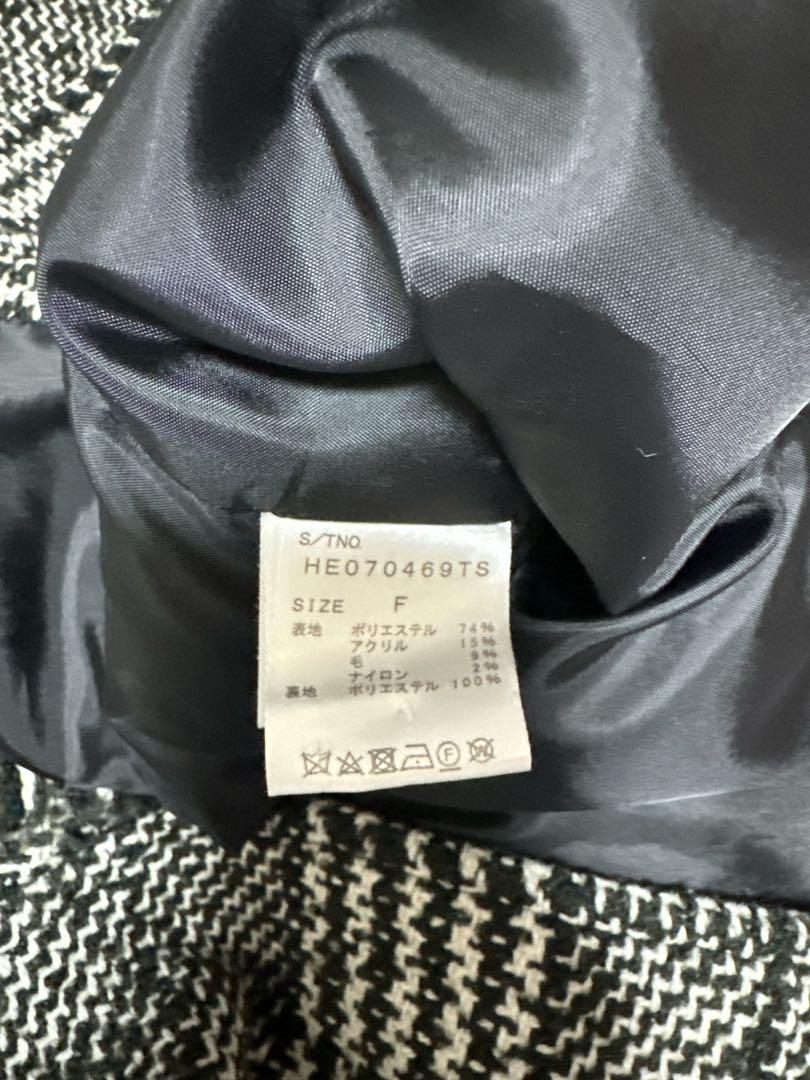 S/TNO.
HE070469TS
SIZE F
表地 ポリエステル 74%
アクリル 15%
毛 9%
ナイロン 2%
裏地 ポリエステル 100%
F W